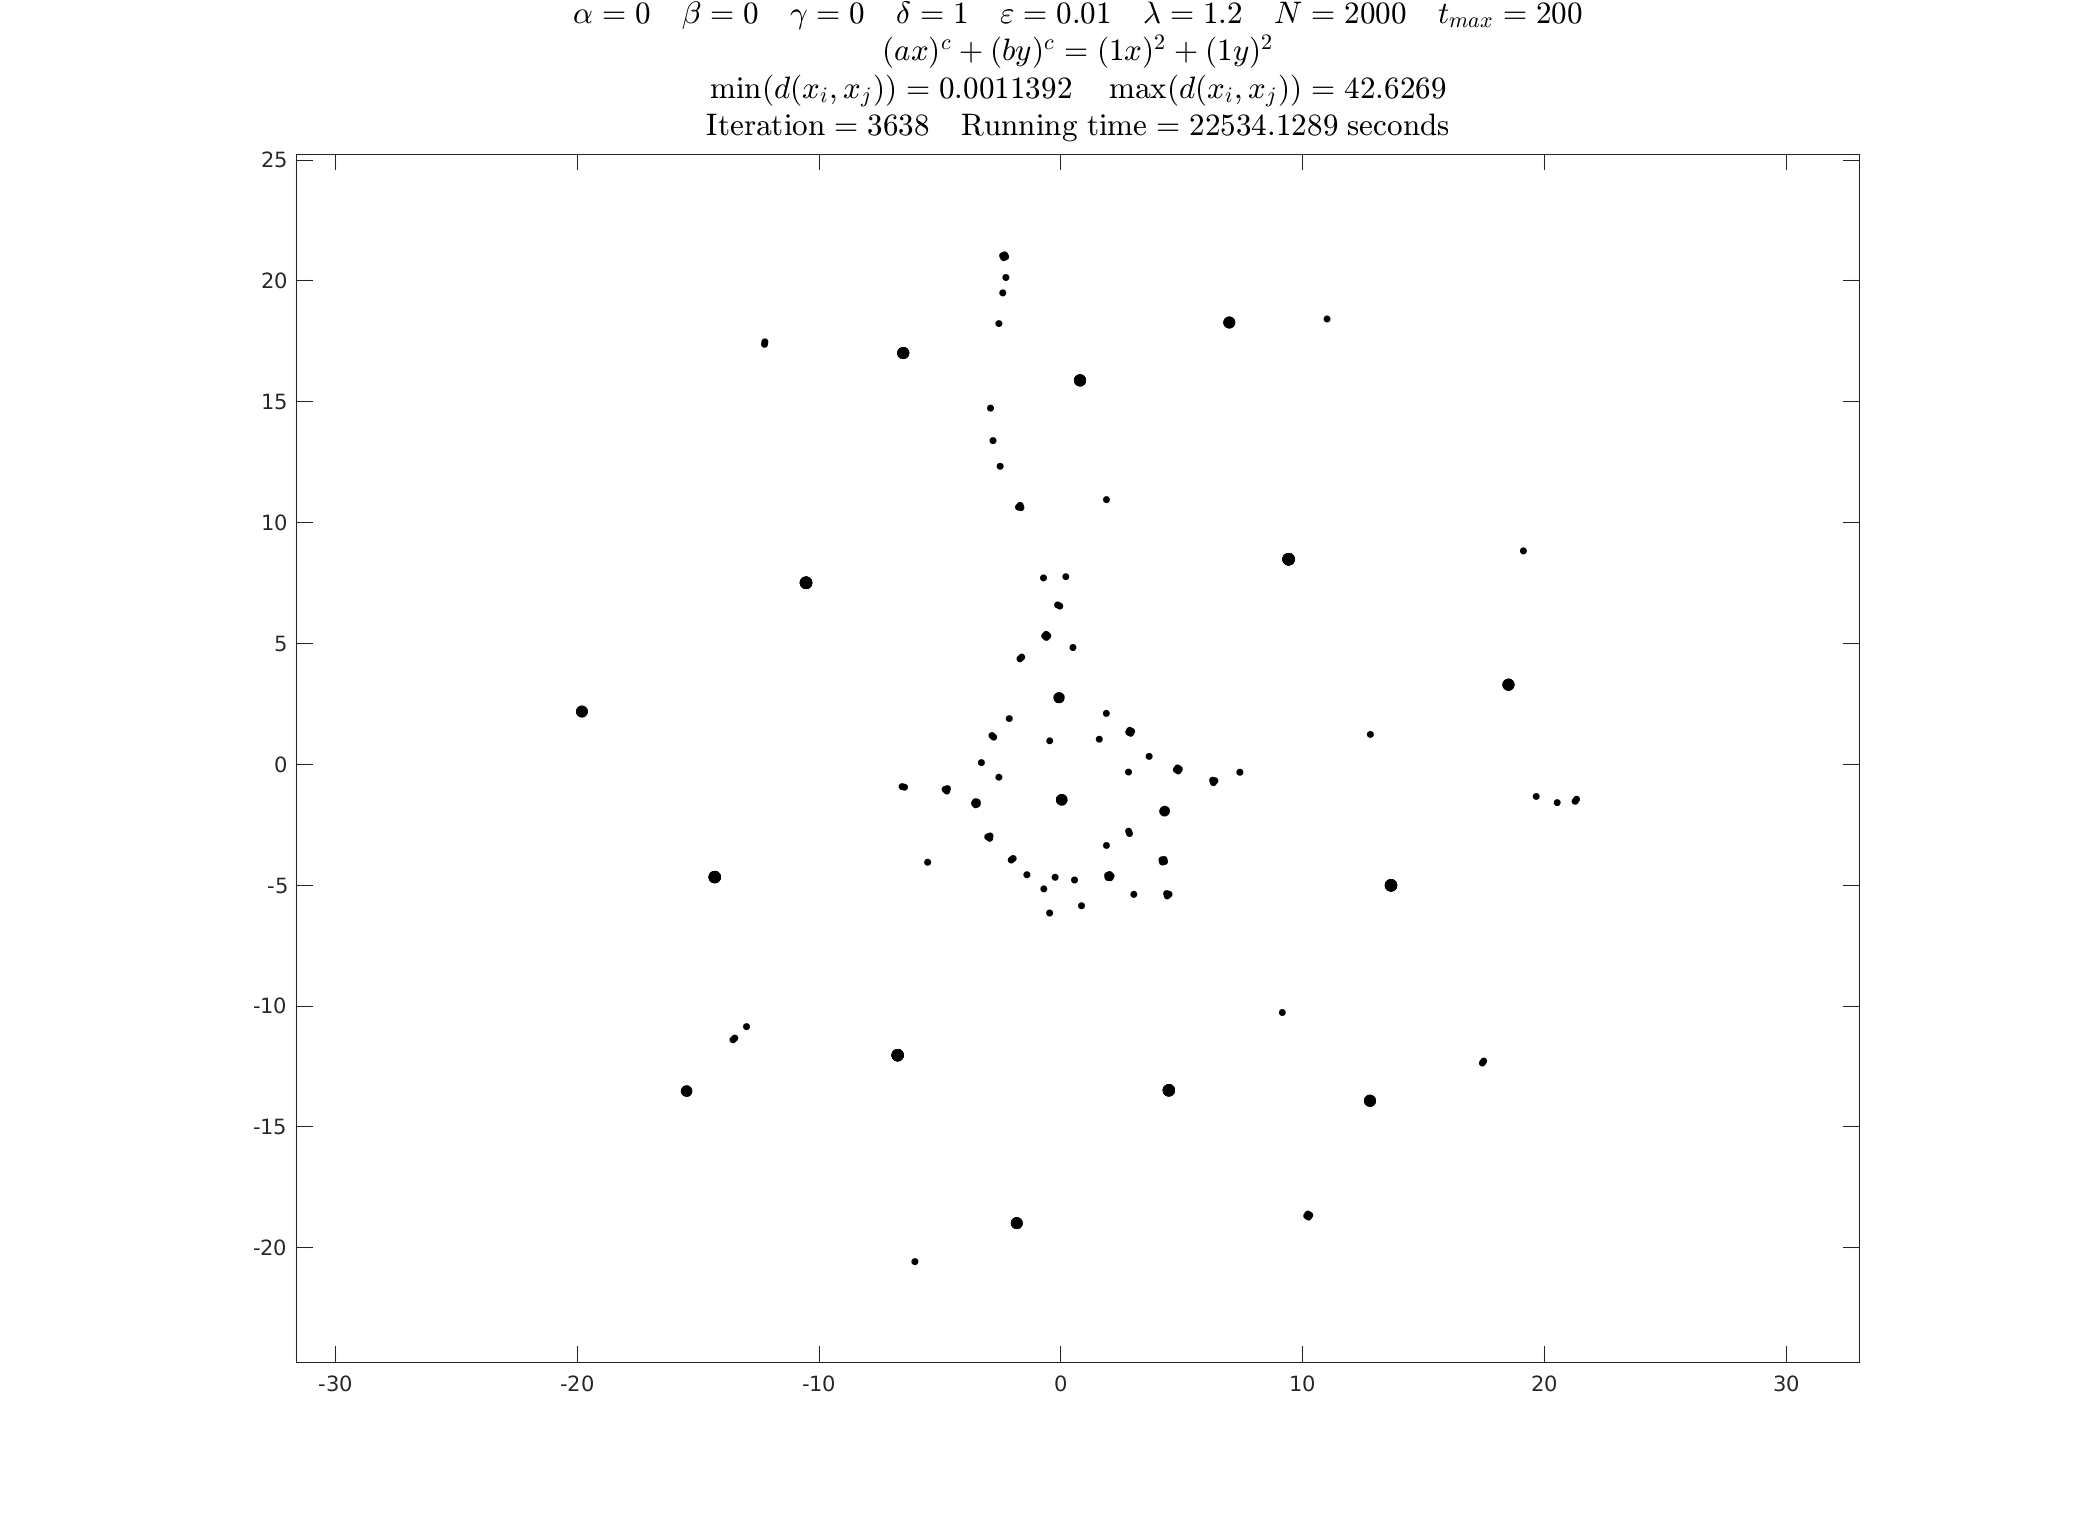 α = 0 β = 0 γ = 0 δ = 1 ε = 0.01 λ = 1.2 N = 2000 t_{max} = 200
(ax)^c + (by)^c = (1x)^2 + (1y)^2
min(d(x_i, x_j)) = 0.0011392 max(d(x_i, x_j)) = 42.6269
Iteration = 3638 Running time = 22534.1289 seconds
25
20
15
10
5
0
-5
-10
-15
-20
-30 -20 -10 0 10 20 30